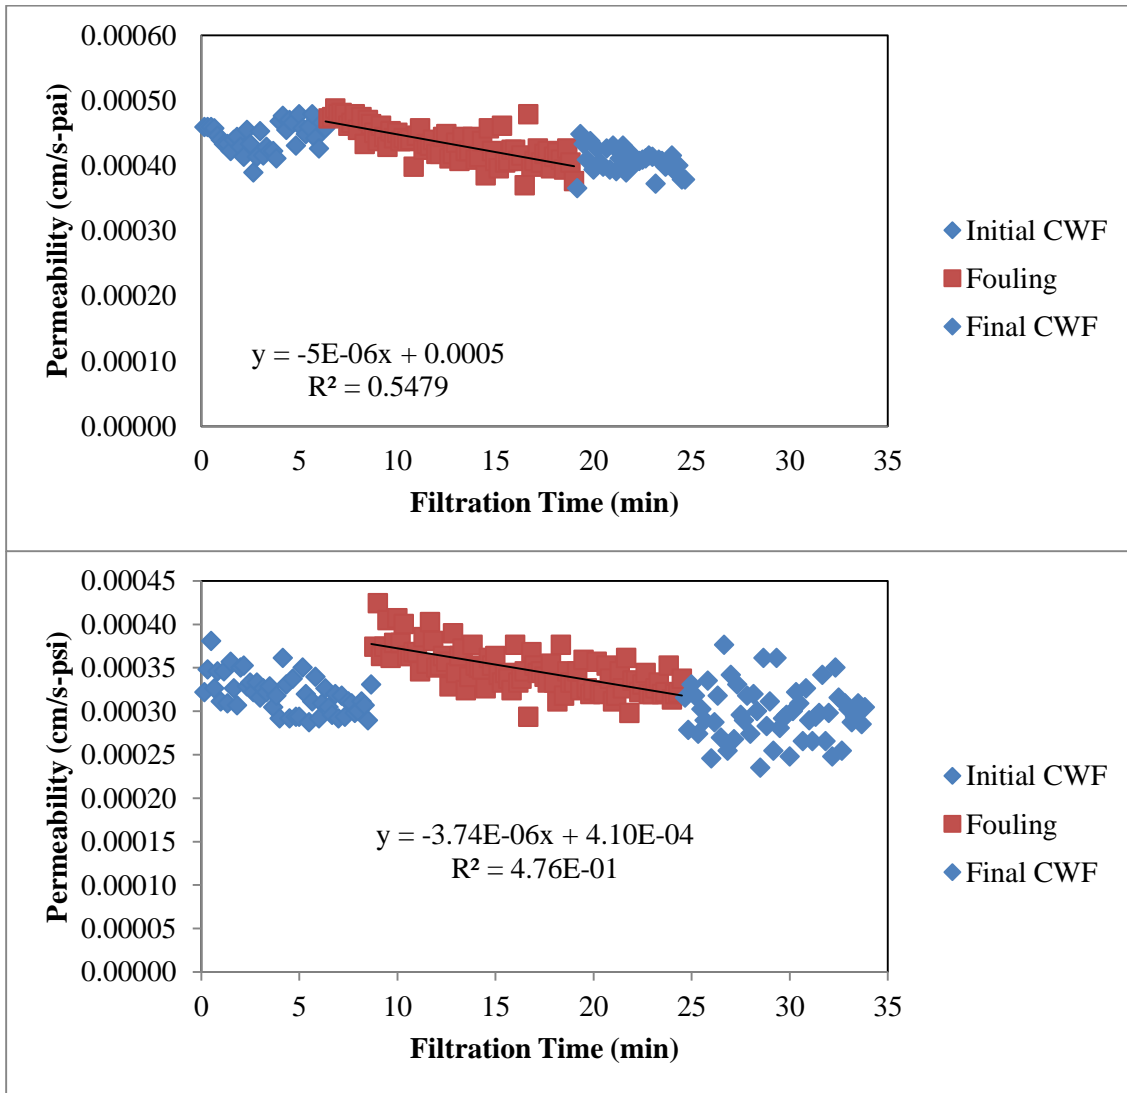 0.00060
0.00050
0.00040
0.00030
0.00020
0.00010
0.00000
Permeability (cm/s-pai)
y = -5E-06x + 0.0005
R² = 0.5479
0 5 10 15 20 25 30 35
Filtration Time (min)
Initial CWF
Fouling
Final CWF
0.00045
0.00040
0.00035
0.00030
0.00025
0.00020
0.00015
0.00010
0.00005
0.00000
Permeability (cm/s-psi)
y = -3.74E-06x + 4.10E-04
R² = 4.76E-01
0 5 10 15 20 25 30 35
Filtration Time (min)
Initial CWF
Fouling
Final CWF